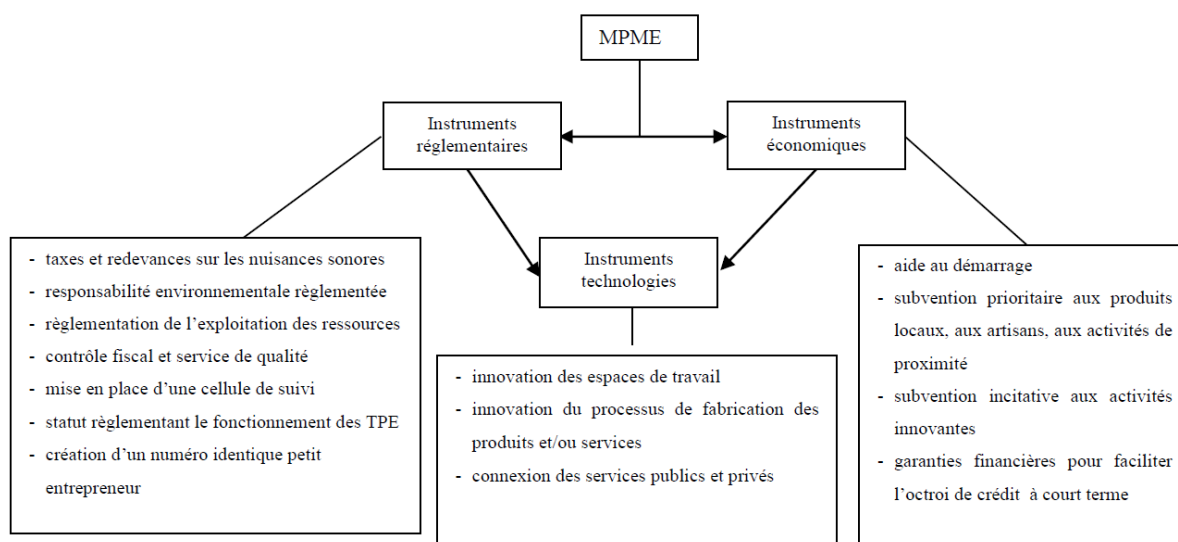 MPME
Instruments
réglementaires
Instruments
économiques
Instruments
technologies
- taxes et redevances sur les nuisances sonores
- responsabilité environnementale règlementée
- règlementation de l’exploitation des ressources
- contrôle fiscal et service de qualité
- mise en place d’une cellule de suivi
- statut règlementant le fonctionnement des TPE
- création d’un numéro identique petit
entrepreneur
- innovation des espaces de travail
- innovation du processus de fabrication des
produits et/ou services
- connexion des services publics et privés
- aide au démarrage
- subvention prioritaire aux produits
locaux, aux artisans, aux activités de
proximité
- subvention incitative aux activités
innovantes
- garanties financières pour faciliter
l’octroi de crédit à court terme